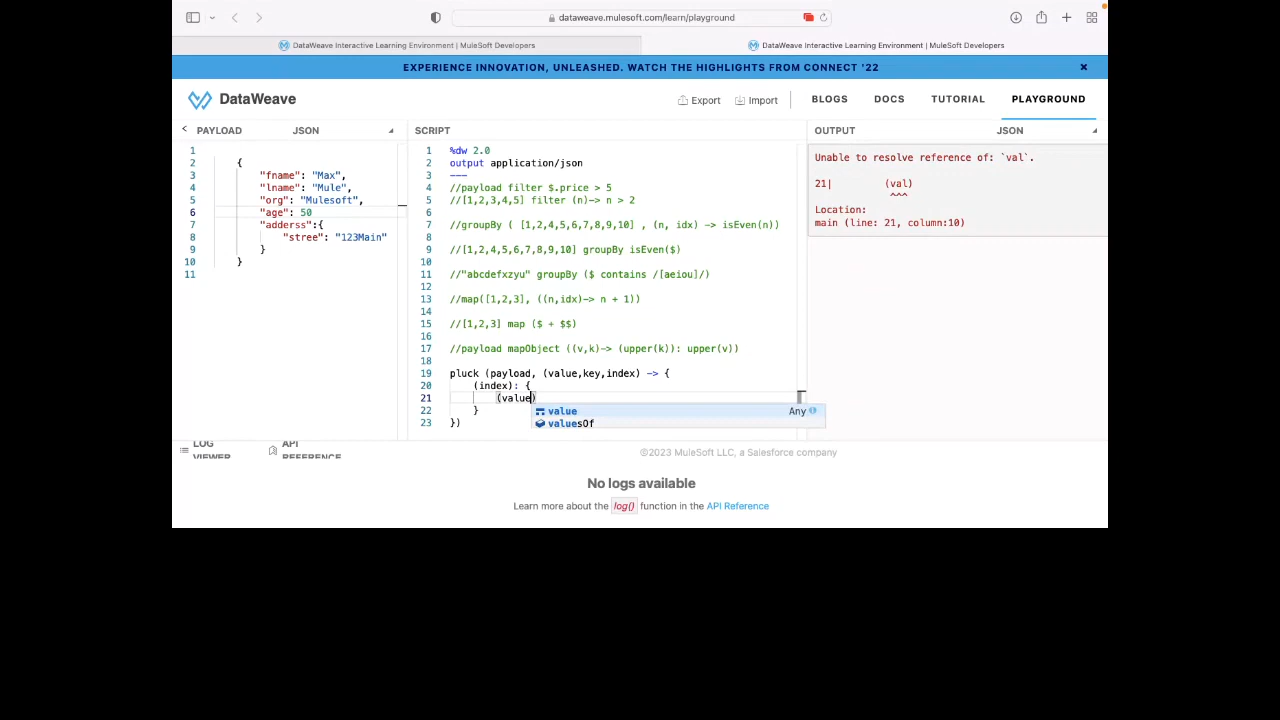 dataweave.mulesoft.com/learn/playground
DataWeave Interactive Learning Environment | MuleSoft Developers
DataWeave Interactive Learning Environment | MuleSoft Developers
EXPERIENCE INNOVATION, UNLEASHED. WATCH THE HIGHLIGHTS FROM CONNECT '22 ×
DataWeave
Export Import BLOGS DOCS TUTORIAL PLAYGROUND
< PAYLOAD JSON
1
2 {
3 "fname": "Max",
4 "lname": "Mule",
5 "org": "Mulesoft",
6 "age": 50
7 "adderss":{
8 "stree": "123Main"
9 }
10 }
11
SCRIPT
1 %dw 2.0
2 output application/json
3 ---
4 //payload filter $.price > 5
5 //[1,2,3,4,5] filter (n)-> n > 2
6
7 //groupBy ( [1,2,4,5,6,7,8,9,10] , (n, idx) -> isEven(n))
8
9 //[1,2,4,5,6,7,8,9,10] groupBy isEven($)
10
11 //"abcdefxzyu" groupBy ($ contains /[aeiou]/)
12
13 //map([1,2,3], ((n,idx)-> n + 1))
14
15 //[1,2,3] map ($ + $$)
16
17 //payload mapObject ((v,k)-> (upper(k)): upper(v))
18
19 pluck (payload, (value,key,index) -> {
20 (index): {
21 (value)
22 }
23 })
value Any
valuesOf
OUTPUT JSON
Unable to resolve reference of: `val`.
21| (val)
^^^
Location:
main (line: 21, column:10)
LOG VIEWER
API REFERENCE
©2023 MuleSoft LLC, a Salesforce company
No logs available
Learn more about the log() function in the API Reference